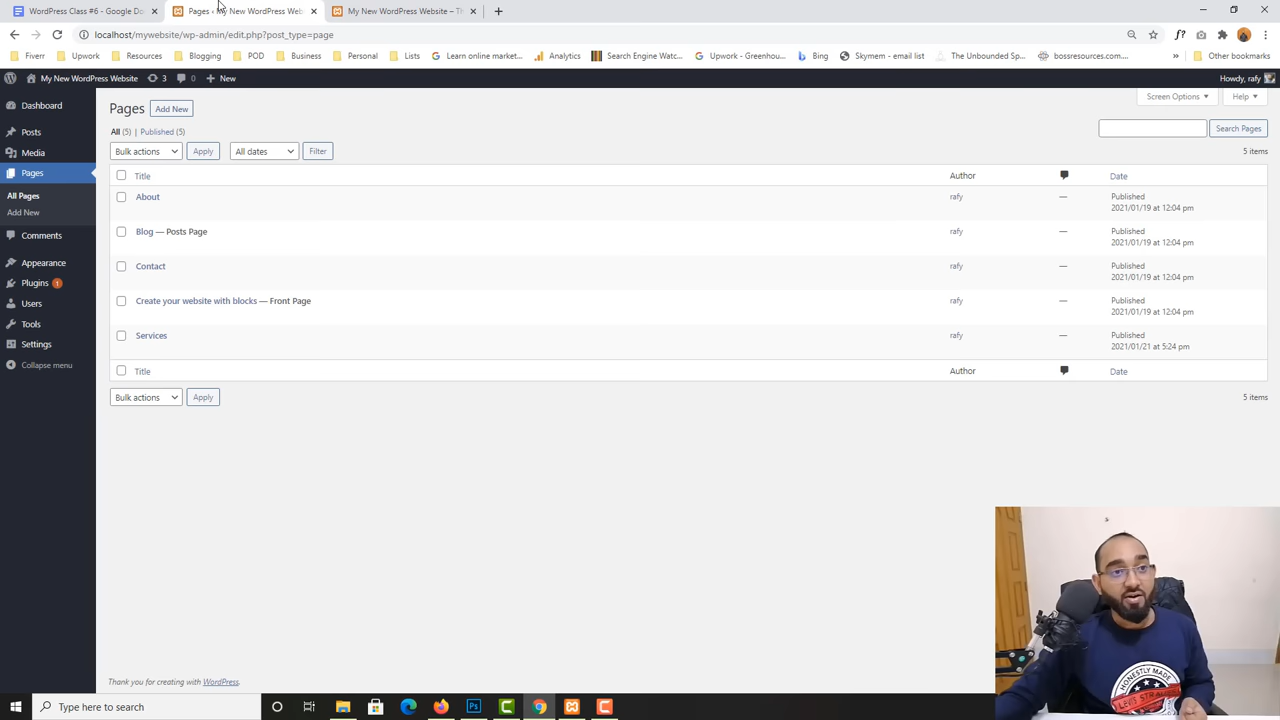 WordPress Class #6 - Google Do
Pages ‹ My New WordPress Web
My New WordPress Website – Th
localhost/mywebsite/wp-admin/edit.php?post_type=page
Fiverr Upwork Resources Blogging POD Business Personal Lists Learn online market... Analytics Search Engine Watc... Upwork - Greenhou... Bing Skymem - email list The Unbounded Sp... bossresources.com... » Other bookmarks
My New WordPress Website 3 0 New Howdy, rafy
Dashboard
Posts
Media
Pages
All Pages
Add New
Comments
Appearance
Plugins 1
Users
Tools
Settings
Collapse menu
Pages Add New
Screen Options Help
All (5) | Published (5)
Search Pages
Bulk actions Apply All dates Filter
5 items
Title Author Date
About rafy — Published
2021/01/19 at 12:04 pm
Blog — Posts Page rafy — Published
2021/01/19 at 12:04 pm
Contact rafy — Published
2021/01/19 at 12:04 pm
Create your website with blocks — Front Page rafy — Published
2021/01/19 at 12:04 pm
Services rafy — Published
2021/01/21 at 5:24 pm
Title Author Date
Bulk actions Apply
5 items
Thank you for creating with WordPress.
HONESTLY MADE
LEVI STRAUSS
Type here to search